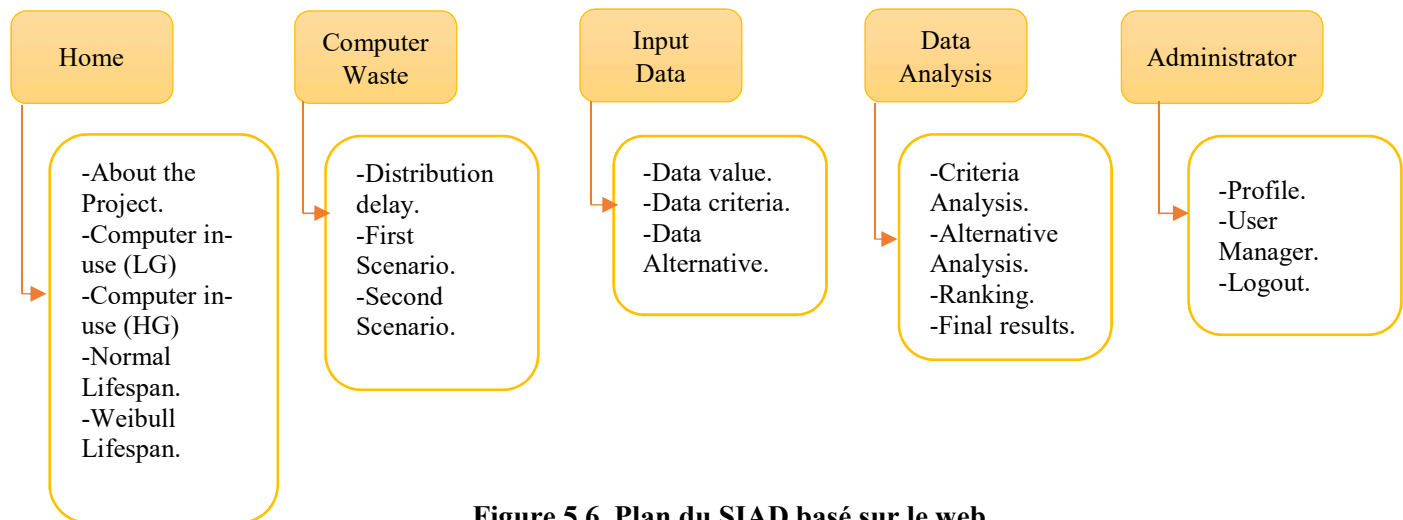 Home
Computer
Waste
Input
Data
Data
Analysis
Administrator
-About the
Project.
-Computer in-
use (LG)
-Computer in-
use (HG)
-Normal
Lifespan.
-Weibull
Lifespan.
-Distribution
delay.
-First
Scenario.
-Second
Scenario.
-Data value.
-Data criteria.
-Data
Alternative.
-Criteria
Analysis.
-Alternative
Analysis.
-Ranking.
-Final results.
-Profile.
-User
Manager.
-Logout.
Figure 5.6. Plan du SIAD basé sur le web